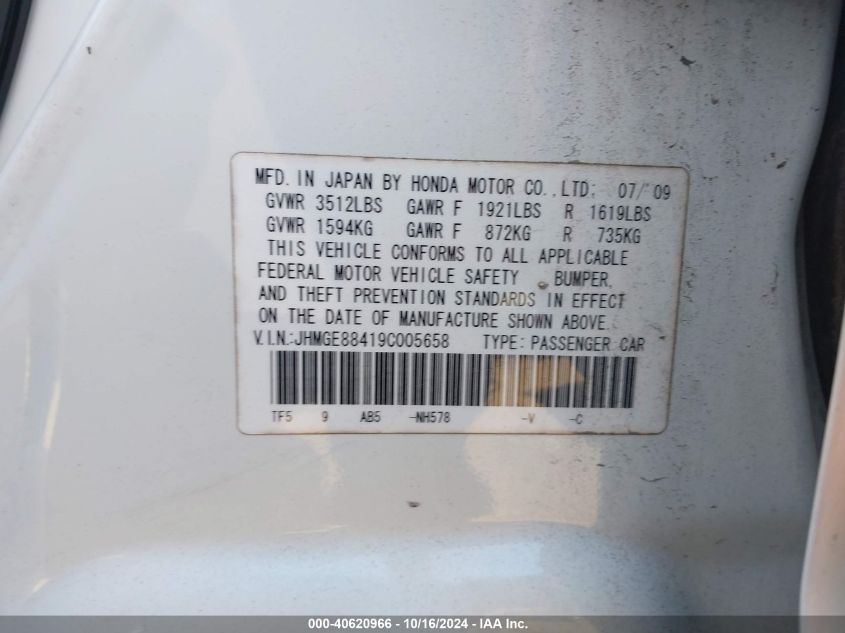 MFD. IN JAPAN BY HONDA MOTOR CO., LTD: 07/ 09
GVWR 3512LBS GAWR F 1921LBS R 1619LBS
GVWR 1594KG GAWR F 872KG R 735KG
THIS VEHICLE CONFORMS TO ALL APPLICABLE
FEDERAL MOTOR VEHICLE SAFETY , BUMPER,
AND THEFT PREVENTION STANDARDS IN EFFECT
ON THE DATE OF MANUFACTURE SHOWN ABOVE.
V.I.N.:JHMGE88419C005658 TYPE: PASSENGER CAR
TF5 9 AB5 -NH578 -V -C
000-40620966 - 10/16/2024 - IAA Inc.